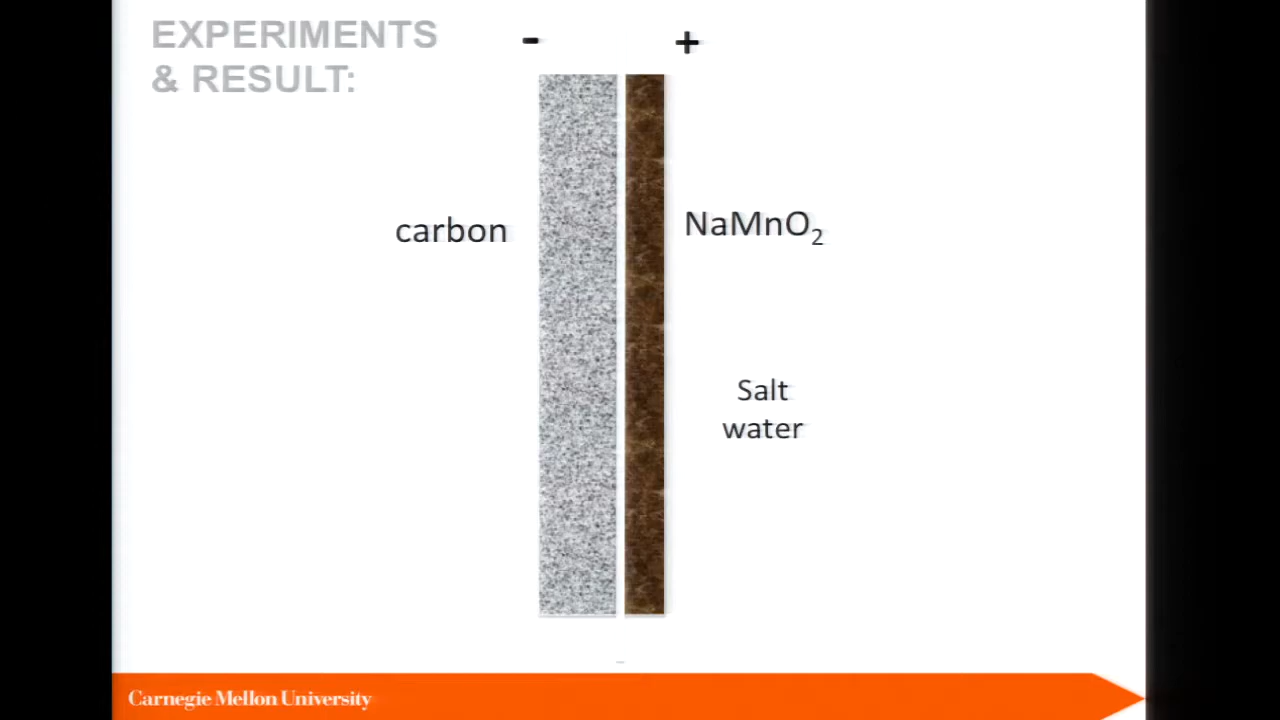 EXPERIMENTS
& RESULT:
- +
carbon
NaMnO₂
Salt
water
Carnegie Mellon University